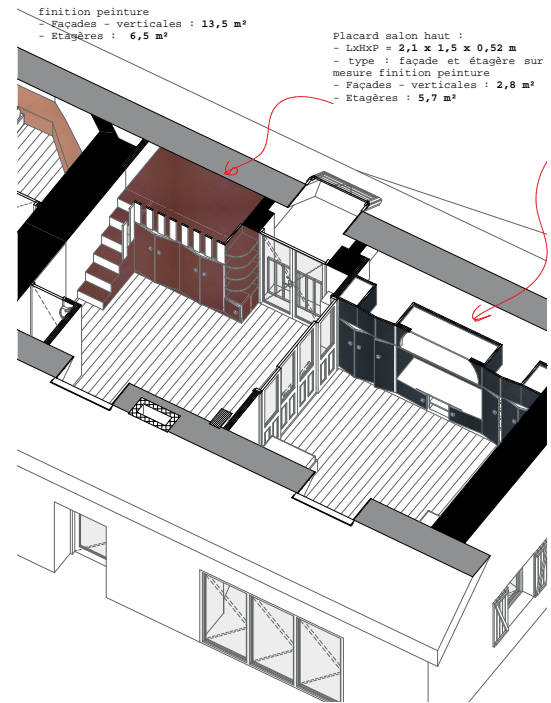 finition peinture
- Façades - verticales : 13,5 m²
- Etagères :  6,5 m²
Placard salon haut :
- LxHxP = 2,1 x 1,5 x 0,52 m
- type : façade et étagère sur
mesure finition peinture
- Façades - verticales : 2,8 m²
- Etagères : 5,7 m²